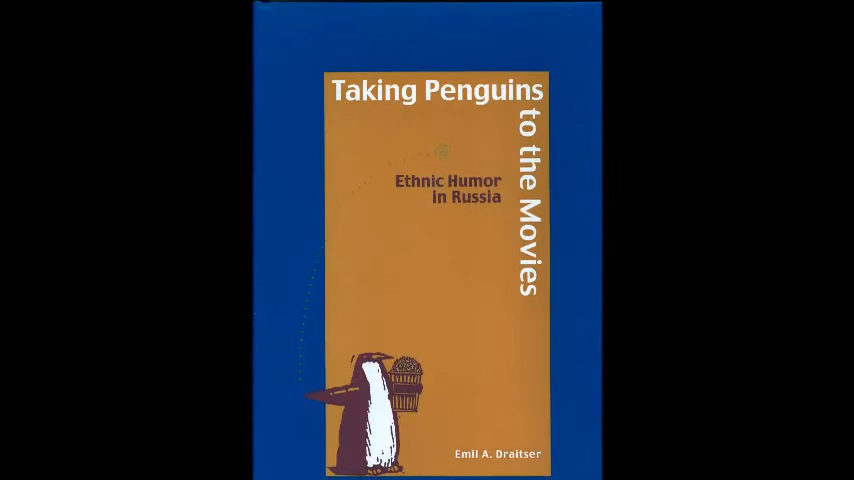 Taking Penguins
to the Movies
Ethnic Humor
in Russia
Emil A. Draitser